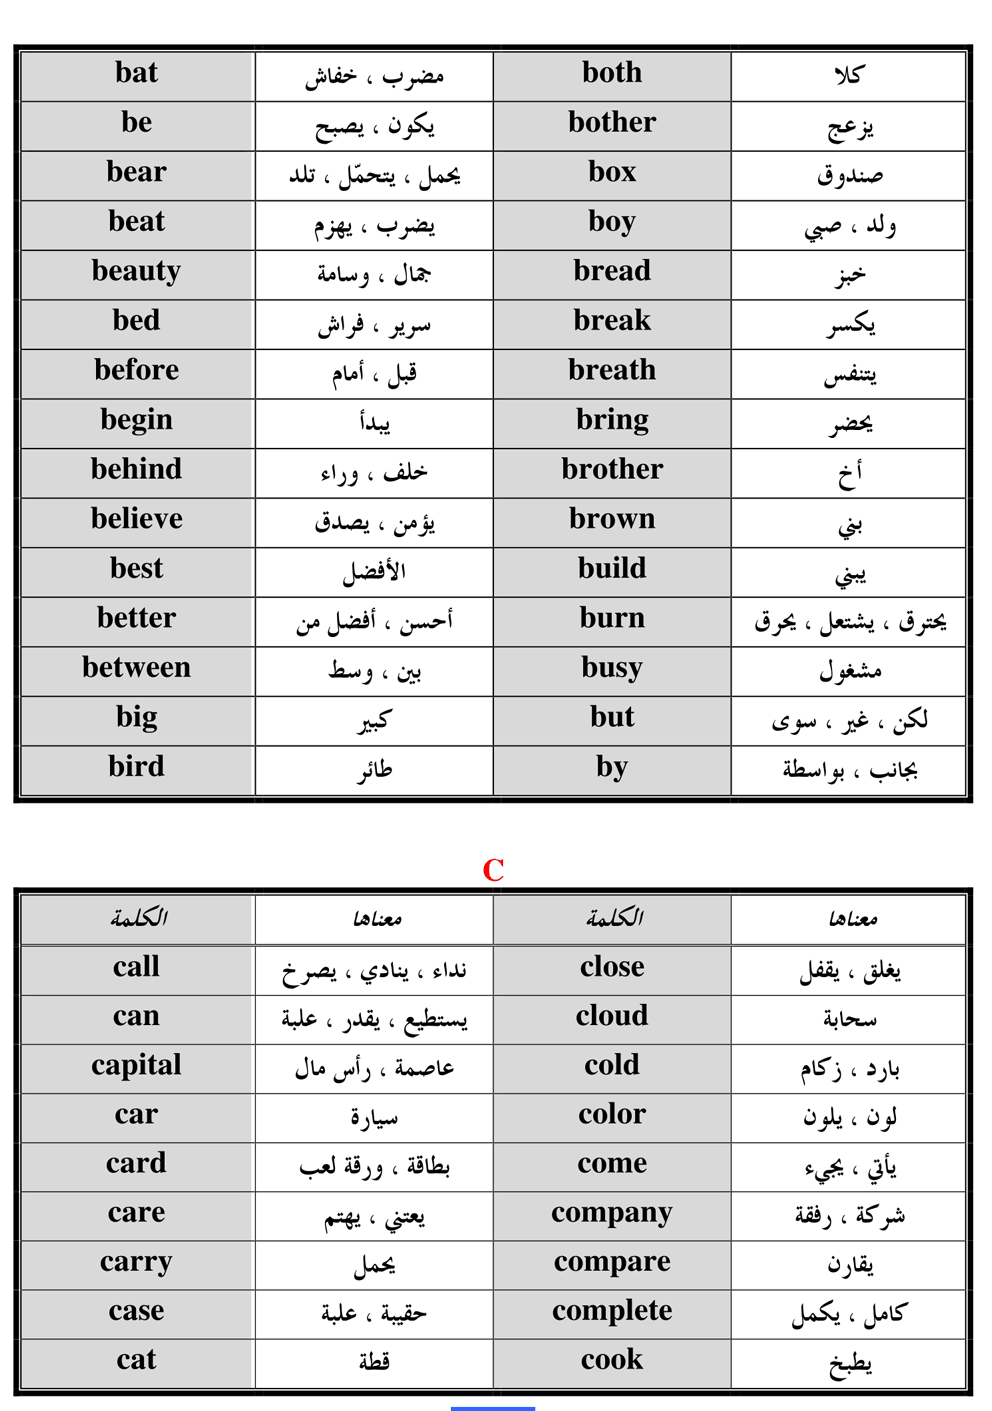 bat مضرب ، خفاش both كلا
be يكون ، يصبح bother يزعج
bear يحمل ، يتحمّل ، تلد box صندوق
beat يضرب ، يهزم boy ولد ، صبي
beauty جمال ، وسامة bread خبز
bed سرير ، فراش break يكسر
before قبل ، أمام breath يتنفس
begin يبدأ bring يحضر
behind خلف ، وراء brother أخ
believe يؤمن ، يصدق brown بني
best الأفضل build يبني
better أحسن ، أفضل من burn يحترق ، يشتعل ، يحرق
between بين ، وسط busy مشغول
big كبير but لكن ، غير ، سوى
bird طائر by بجانب ، بواسطة
C
الكلمة معناها الكلمة معناها
call نداء ، ينادي ، يصرخ close يغلق ، يقفل
can يستطيع ، يقدر ، علبة cloud سحابة
capital عاصمة ، رأس مال cold بارد ، زكام
car سيارة color لون ، يلون
card بطاقة ، ورقة لعب come يأتي ، يجيء
care يعتني ، يهتم company شركة ، رفقة
carry يحمل compare يقارن
case حقيبة ، علبة complete كامل ، يكمل
cat قطة cook يطبخ